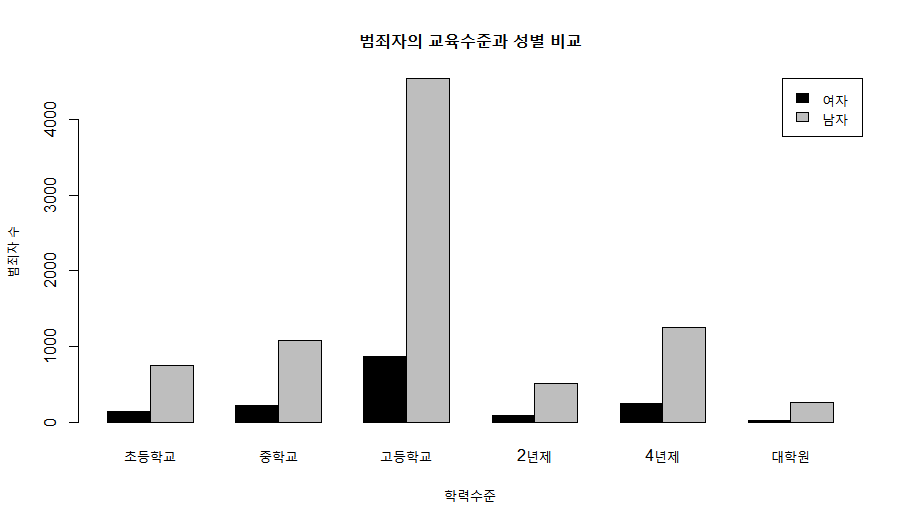 범죄자의 교육수준과 성별 비교
여자
남자
범죄자 수
4000
3000
2000
1000
0
초등학교 중학교 고등학교 2년제 4년제 대학원
학력수준